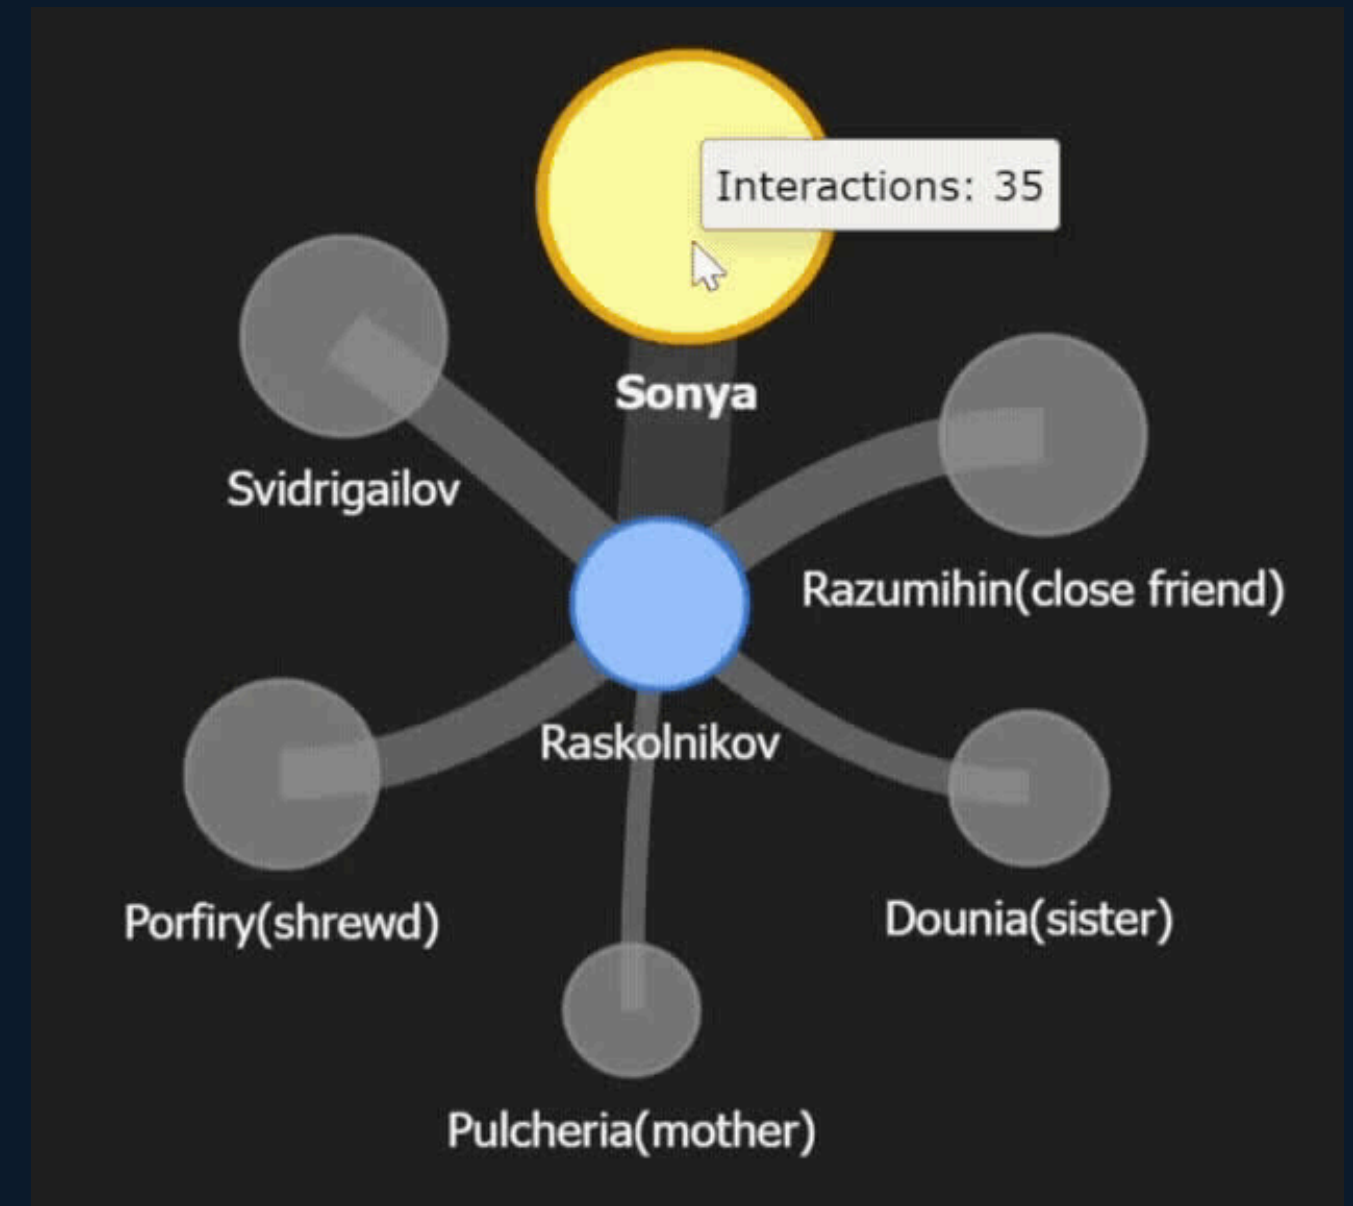 Interactions: 35
Sonya
Svidrigailov
Razumihin(close friend)
Raskolnikov
Porfiry(shrewd)
Dounia(sister)
Pulcheria(mother)